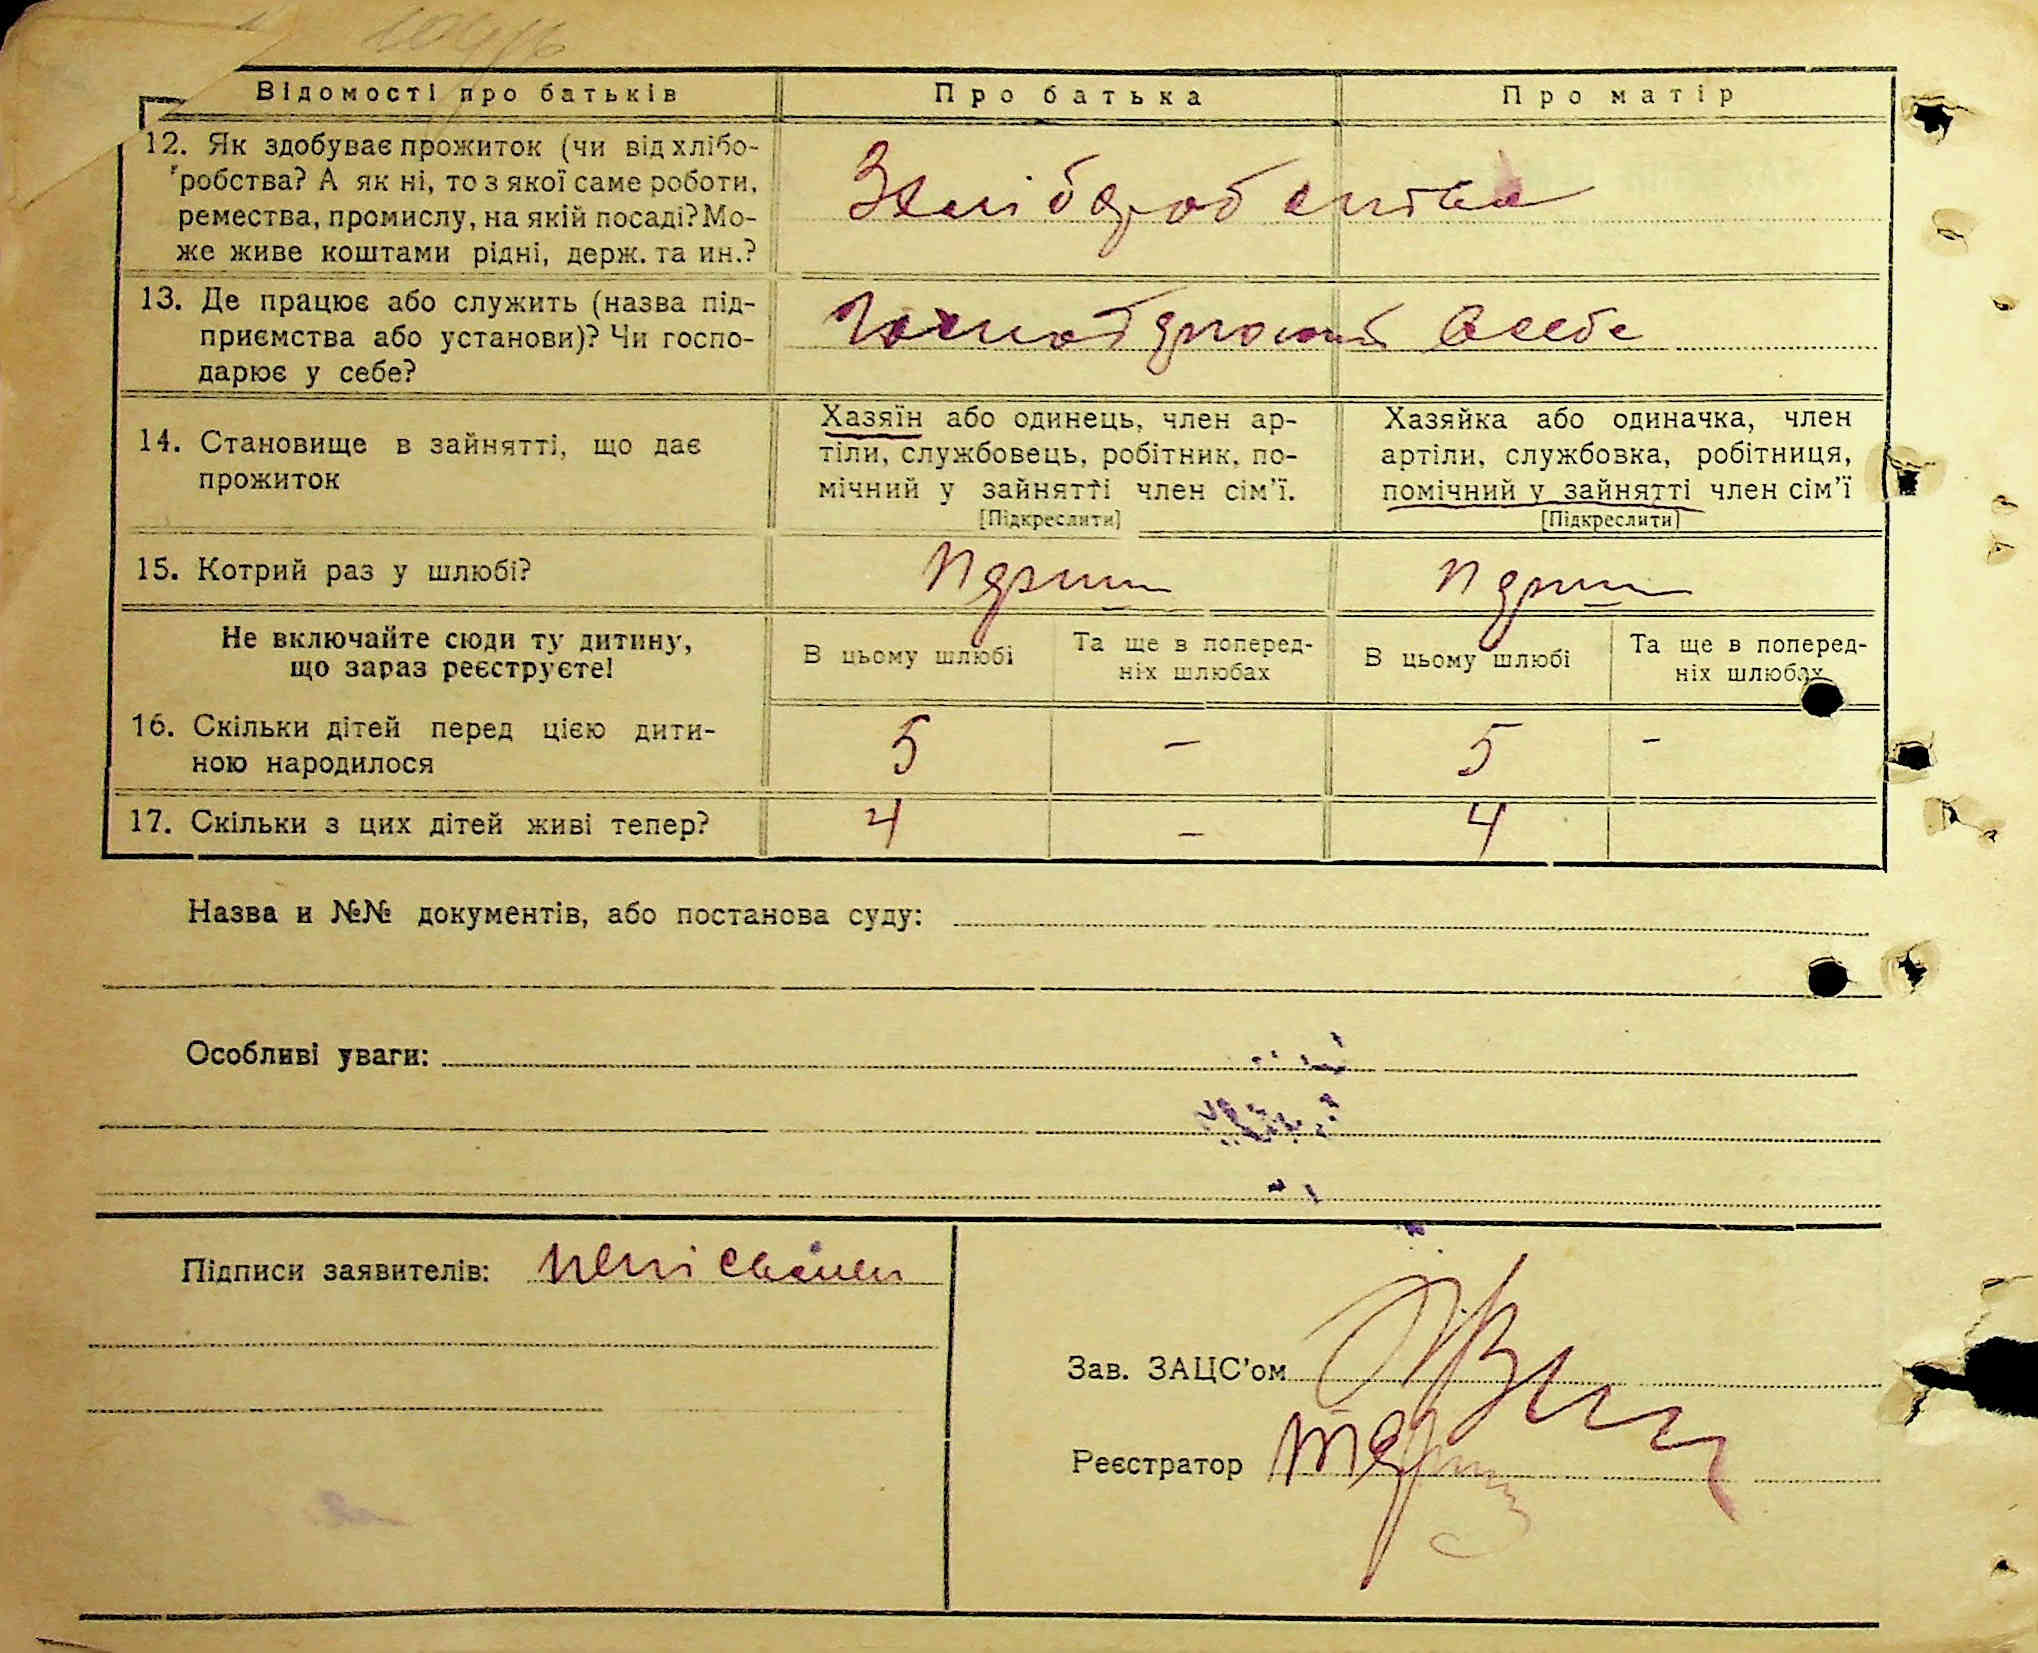 Відомості про батьків
Про батька
Про матір
12. Як здобуває прожиток (чи від хлібо-
робства? А як ні, то з якої саме роботи,
ремества, промислу, на якій посаді? Мо-
же живе коштами рідні, держ. та ин.?
З хліборобства
13. Де працює або служить (назва під-
приємства або установи)? Чи госпо-
дарює у себе?
14. Становище в зайнятті, що дає
прожиток
Хазяїн або одинець, член ар-
тіли, службовець, робітник, по-
мічний у зайнятті член сім'ї.
[Підкреслити]
Хазяйка або одиначка, член
артіли, службовка, робітниця,
помічний у зайнятті член сім'ї
[Підкреслити]
15. Котрий раз у шлюбі?
Не включайте сюди ту дитину,
що зараз реєструєте!
В цьому шлюбі
Та ще в поперед-
ніх шлюбах
В цьому шлюбі
Та ще в поперед-
ніх шлюбах
16. Скільки дітей перед цією дити-
ною народилося
5
-
5
-
17. Скільки з цих дітей живі тепер?
4
-
4
Назва и №№ документів, або постанова суду:
Особливі уваги:
Підписи заявителів:
Зав. ЗАЦС'ом
Реєстратор